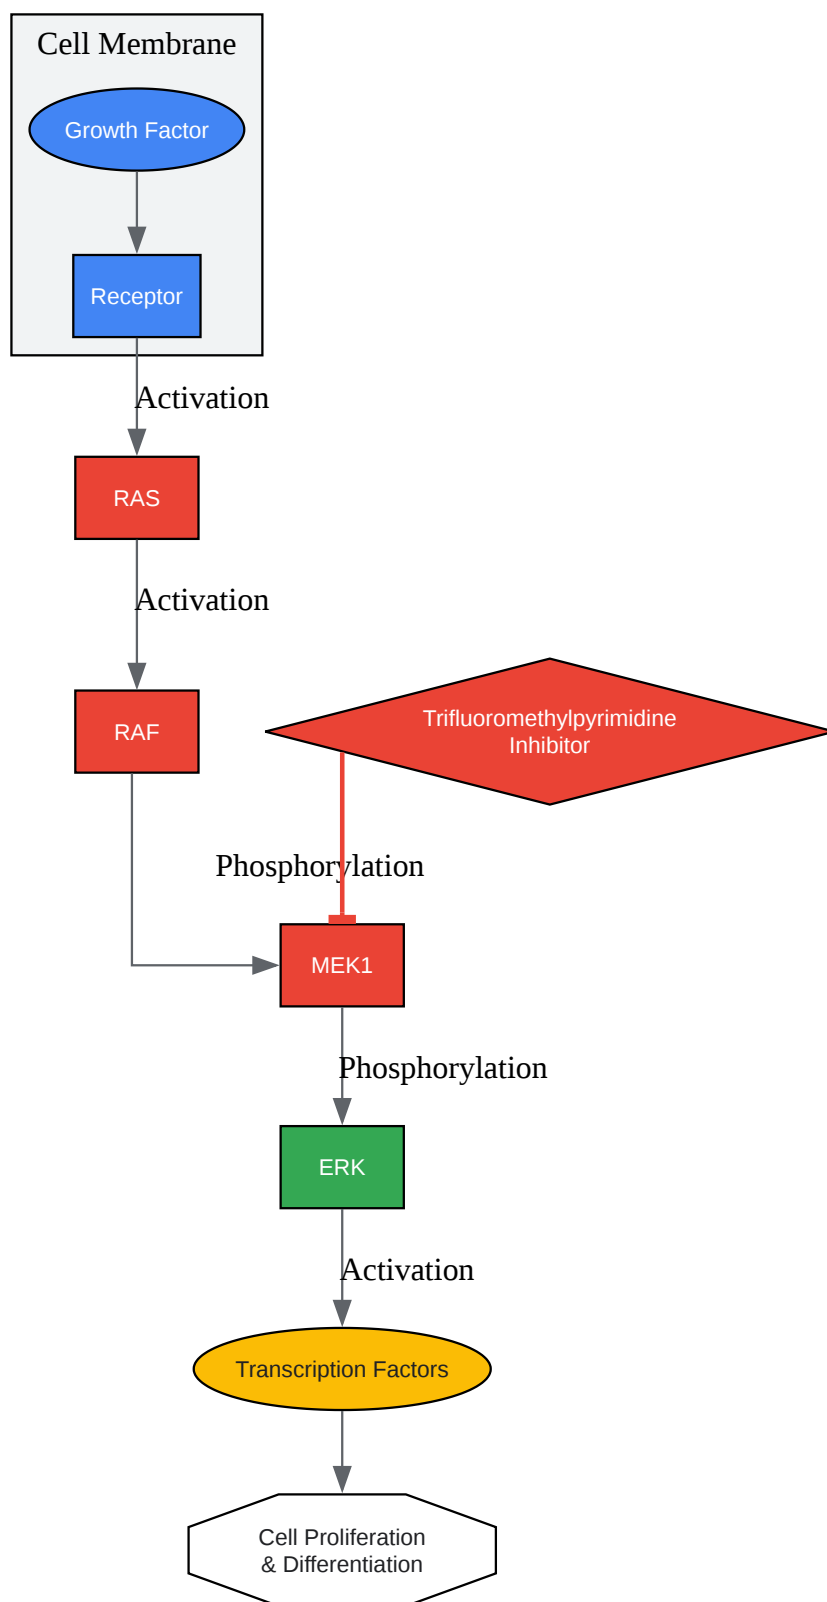 Cell Membrane
Growth Factor
Receptor
Activation
RAS
Activation
RAF
Trifluoromethylpyrimidine
Inhibitor
Phosphorylation
MEK1
Phosphorylation
ERK
Activation
Transcription Factors
Cell Proliferation
& Differentiation